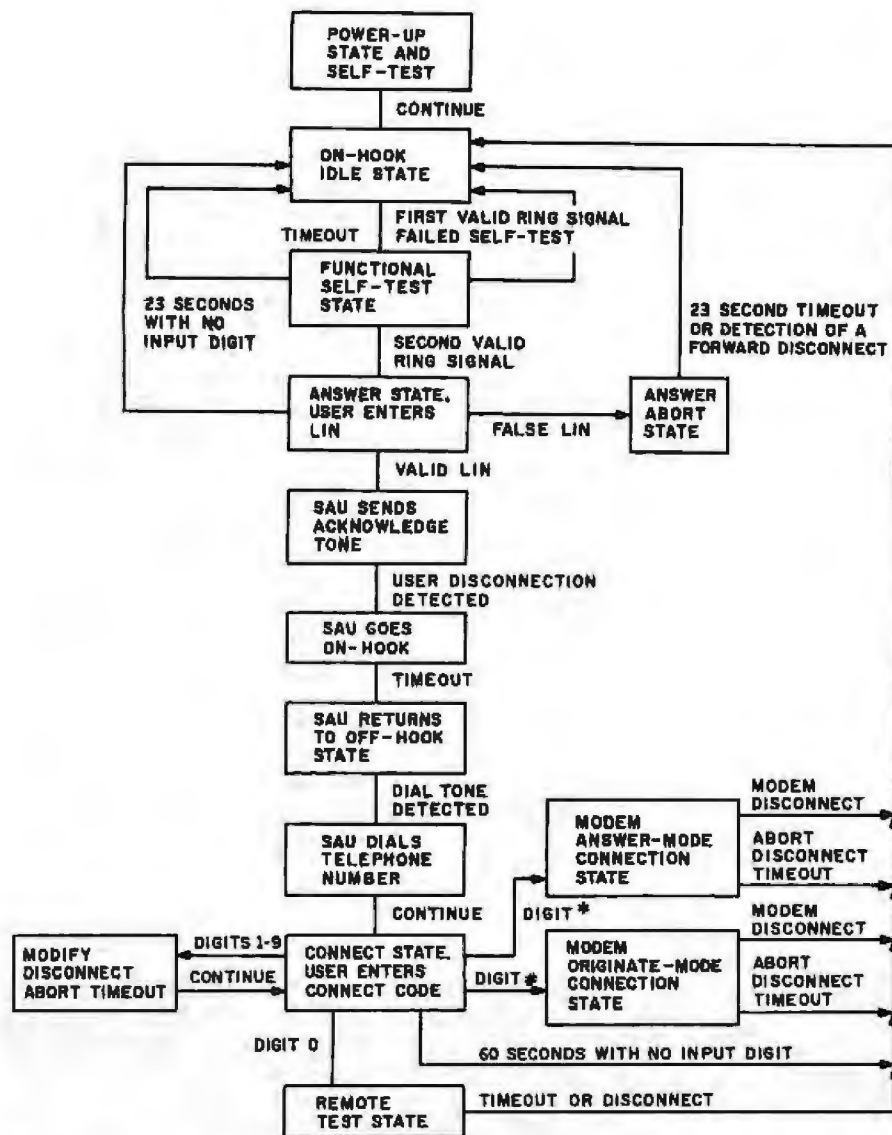 POWER-UP
STATE AND
SELF-TEST
CONTINUE
ON-HOOK
IDLE STATE
FIRST VALID RING SIGNAL
TIMEOUT
FAILED SELF-TEST
FUNCTIONAL
SELF-TEST
STATE
23 SECONDS
WITH NO
INPUT DIGIT
23 SECOND TIMEOUT
OR DETECTION OF A
FORWARD DISCONNECT
SECOND VALID
RING SIGNAL
ANSWER STATE.
USER ENTERS
LIN
FALSE LIN
ANSWER
ABORT
STATE
VALID LIN
SAU SENDS
ACKNOWLEDGE
TONE
USER DISCONNECTION
DETECTED
SAU GOES
ON-HOOK
TIMEOUT
SAU RETURNS
TO OFF-HOOK
STATE
DIAL TONE
DETECTED
SAU DIALS
TELEPHONE
NUMBER
MODEM
ANSWER-MODE
CONNECTION
STATE
MODEM
DISCONNECT
ABORT
DISCONNECT
TIMEOUT
CONTINUE
DIGIT *
MODIFY
DISCONNECT
ABORT TIMEOUT
DIGITS 1-9
CONTINUE
CONNECT STATE.
USER ENTERS
CONNECT CODE
DIGIT #
MODEM
ORIGINATE-MODE
CONNECTION
STATE
MODEM
DISCONNECT
ABORT
DISCONNECT
TIMEOUT
DIGIT 0
60 SECONDS WITH NO INPUT DIGIT
REMOTE
TEST STATE
TIMEOUT OR DISCONNECT